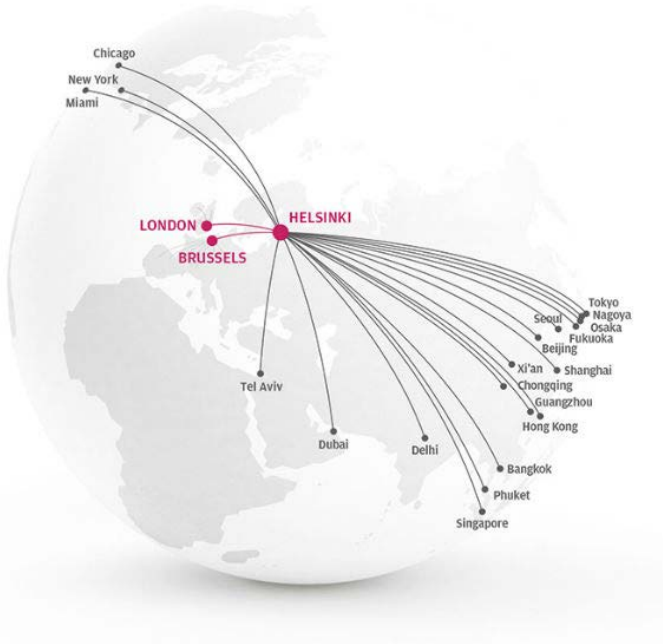 Chicago
New York
Miami
HELSINKI
LONDON
BRUSSELS
Tokyo
Nagoya
Seoul
Osaka
Fukuoka
Beijing
Xi'an
Shanghai
Tel Aviv
Chongqing
Guangzhou
Hong Kong
Dubai
Delhi
Bangkok
Phuket
Singapore